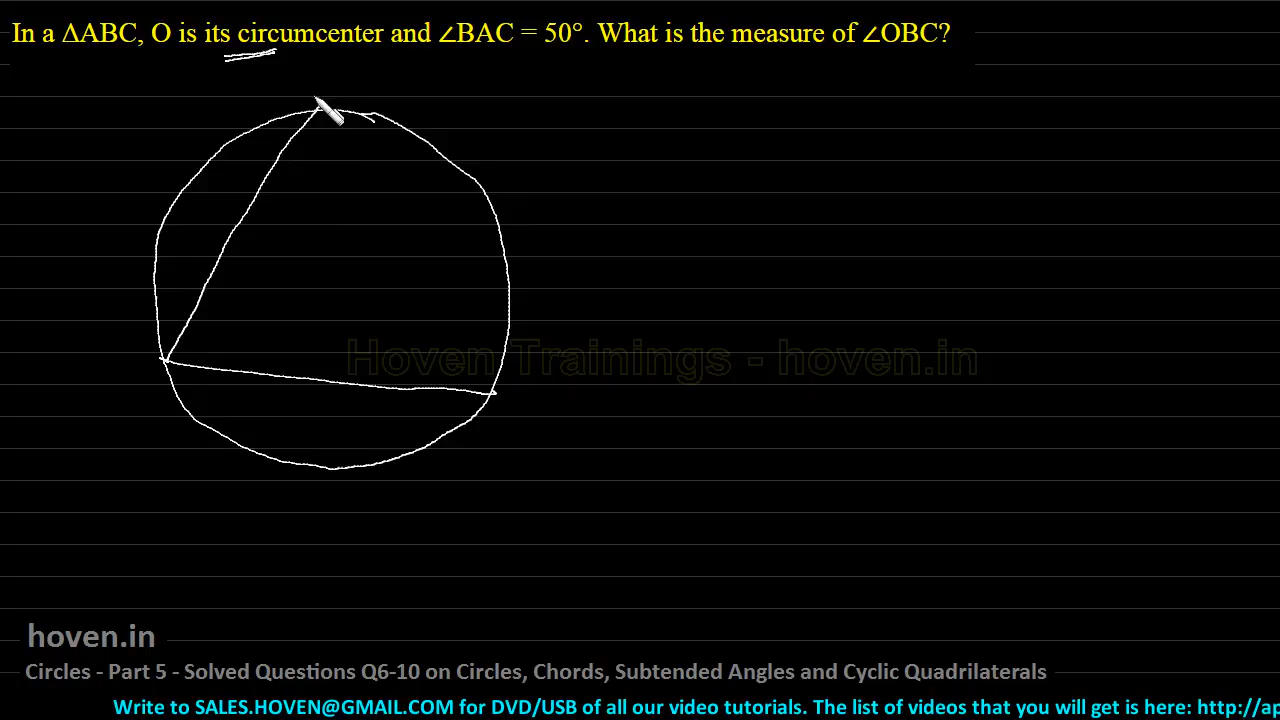 In a ΔABC, O is its circumcenter and ∠BAC = 50°. What is the measure of ∠OBC?
Hoven Trainings - hoven.in
hoven.in
Circles - Part 5 - Solved Questions Q6-10 on Circles, Chords, Subtended Angles and Cyclic Quadrilaterals
Write to SALES.HOVEN@GMAIL.COM for DVD/USB of all our video tutorials. The list of videos that you will get is here: http://ap